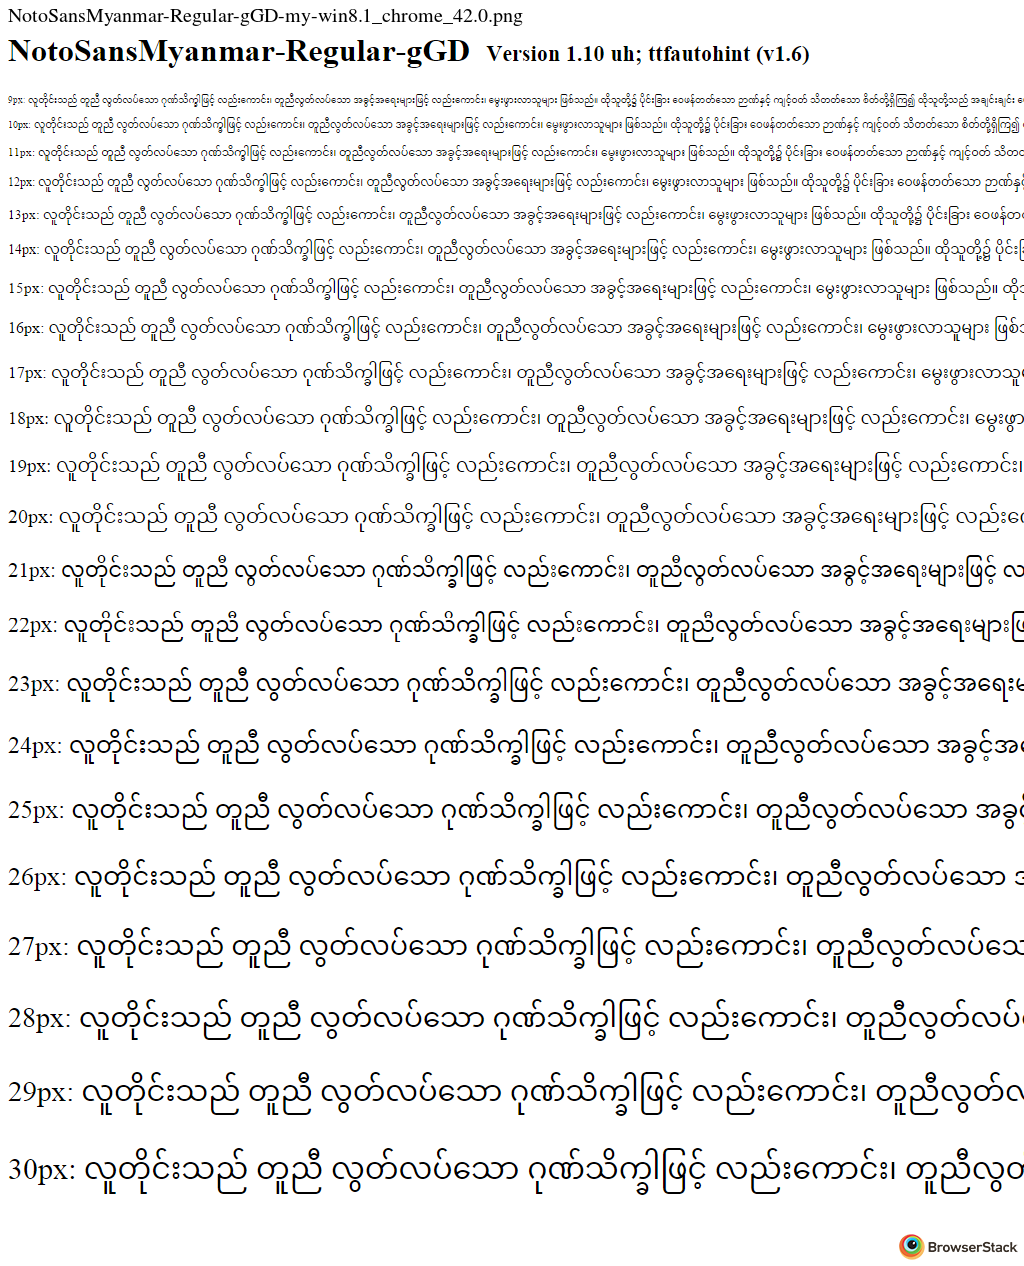 NotoSansMyanmar-Regular-gGD-my-win8.1_chrome_42.0.png
NotoSansMyanmar-Regular-gGD Version 1.10 uh; ttfautohint (v1.6)
9px: လူတိုင်းသည် တူညီ လွတ်လပ်သော ဂုဏ်သိက္ခါဖြင့် လည်းကောင်း၊ တူညီလွတ်လပ်သော အခွင့်အရေးများဖြင့် လည်းကောင်း၊ မွေးဖွားလာသူများ ဖြစ်သည်။ ထိုသူတို့၌ ပိုင်းခြား ဝေဖန်တတ်သော ဉာဏ်နှင့် ကျင့်ဝတ် သိတတ်သော စိတ်တို့ရှိကြ၍ ထိုသူတို့သည် အချင်းချင်း
10px: လူတိုင်းသည် တူညီ လွတ်လပ်သော ဂုဏ်သိက္ခါဖြင့် လည်းကောင်း၊ တူညီလွတ်လပ်သော အခွင့်အရေးများဖြင့် လည်းကောင်း၊ မွေးဖွားလာသူများ ဖြစ်သည်။ ထိုသူတို့၌ ပိုင်းခြား ဝေဖန်တတ်သော ဉာဏ်နှင့် ကျင့်ဝတ် သိတတ်သော စိတ်တို့ရှိကြ၍
11px: လူတိုင်းသည် တူညီ လွတ်လပ်သော ဂုဏ်သိက္ခါဖြင့် လည်းကောင်း၊ တူညီလွတ်လပ်သော အခွင့်အရေးများဖြင့် လည်းကောင်း၊ မွေးဖွားလာသူများ ဖြစ်သည်။ ထိုသူတို့၌ ပိုင်းခြား ဝေဖန်တတ်သော ဉာဏ်နှင့် ကျင့်ဝတ်
12px: လူတိုင်းသည် တူညီ လွတ်လပ်သော ဂုဏ်သိက္ခါဖြင့် လည်းကောင်း၊ တူညီလွတ်လပ်သော အခွင့်အရေးများဖြင့် လည်းကောင်း၊ မွေးဖွားလာသူများ ဖြစ်သည်။ ထိုသူတို့၌ ပိုင်းခြား ဝေဖန်တတ်သော
13px: လူတိုင်းသည် တူညီ လွတ်လပ်သော ဂုဏ်သိက္ခါဖြင့် လည်းကောင်း၊ တူညီလွတ်လပ်သော အခွင့်အရေးများဖြင့် လည်းကောင်း၊ မွေးဖွားလာသူများ ဖြစ်သည်။ ထိုသူတို့၌ ပိုင်းခြား
14px: လူတိုင်းသည် တူညီ လွတ်လပ်သော ဂုဏ်သိက္ခါဖြင့် လည်းကောင်း၊ တူညီလွတ်လပ်သော အခွင့်အရေးများဖြင့် လည်းကောင်း၊ မွေးဖွားလာသူများ ဖြစ်သည်။ ထိုသူတို့၌
15px: လူတိုင်းသည် တူညီ လွတ်လပ်သော ဂုဏ်သိက္ခါဖြင့် လည်းကောင်း၊ တူညီလွတ်လပ်သော အခွင့်အရေးများဖြင့် လည်းကောင်း၊ မွေးဖွားလာသူများ ဖြစ်သည်။
16px: လူတိုင်းသည် တူညီ လွတ်လပ်သော ဂုဏ်သိက္ခါဖြင့် လည်းကောင်း၊ တူညီလွတ်လပ်သော အခွင့်အရေးများဖြင့် လည်းကောင်း၊ မွေးဖွားလာသူများ
17px: လူတိုင်းသည် တူညီ လွတ်လပ်သော ဂုဏ်သိက္ခါဖြင့် လည်းကောင်း၊ တူညီလွတ်လပ်သော အခွင့်အရေးများဖြင့် လည်းကောင်း၊ မွေးဖွားလာသူ
18px: လူတိုင်းသည် တူညီ လွတ်လပ်သော ဂုဏ်သိက္ခါဖြင့် လည်းကောင်း၊ တူညီလွတ်လပ်သော အခွင့်အရေးများဖြင့် လည်းကောင်း၊ မွေးဖွာ
19px: လူတိုင်းသည် တူညီ လွတ်လပ်သော ဂုဏ်သိက္ခါဖြင့် လည်းကောင်း၊ တူညီလွတ်လပ်သော အခွင့်အရေးများဖြင့် လည်းကောင်း၊
20px: လူတိုင်းသည် တူညီ လွတ်လပ်သော ဂုဏ်သိက္ခါဖြင့် လည်းကောင်း၊ တူညီလွတ်လပ်သော အခွင့်အရေးများဖြင့် လည်း
21px: လူတိုင်းသည် တူညီ လွတ်လပ်သော ဂုဏ်သိက္ခါဖြင့် လည်းကောင်း၊ တူညီလွတ်လပ်သော အခွင့်အရေးများဖြင့် လ
22px: လူတိုင်းသည် တူညီ လွတ်လပ်သော ဂုဏ်သိက္ခါဖြင့် လည်းကောင်း၊ တူညီလွတ်လပ်သော အခွင့်အရေးများ
23px: လူတိုင်းသည် တူညီ လွတ်လပ်သော ဂုဏ်သိက္ခါဖြင့် လည်းကောင်း၊ တူညီလွတ်လပ်သော အခွင့်အရေး
24px: လူတိုင်းသည် တူညီ လွတ်လပ်သော ဂုဏ်သိက္ခါဖြင့် လည်းကောင်း၊ တူညီလွတ်လပ်သော အခွင့်အ
25px: လူတိုင်းသည် တူညီ လွတ်လပ်သော ဂုဏ်သိက္ခါဖြင့် လည်းကောင်း၊ တူညီလွတ်လပ်သော အခွ
26px: လူတိုင်းသည် တူညီ လွတ်လပ်သော ဂုဏ်သိက္ခါဖြင့် လည်းကောင်း၊ တူညီလွတ်လပ်သော
27px: လူတိုင်းသည် တူညီ လွတ်လပ်သော ဂုဏ်သိက္ခါဖြင့် လည်းကောင်း၊ တူညီလွတ်လပ်သေ
28px: လူတိုင်းသည် တူညီ လွတ်လပ်သော ဂုဏ်သိက္ခါဖြင့် လည်းကောင်း၊ တူညီလွတ်လပ်
29px: လူတိုင်းသည် တူညီ လွတ်လပ်သော ဂုဏ်သိက္ခါဖြင့် လည်းကောင်း၊ တူညီလွတ်လ
30px: လူတိုင်းသည် တူညီ လွတ်လပ်သော ဂုဏ်သိက္ခါဖြင့် လည်းကောင်း၊ တူညီလွတ
BrowserStack